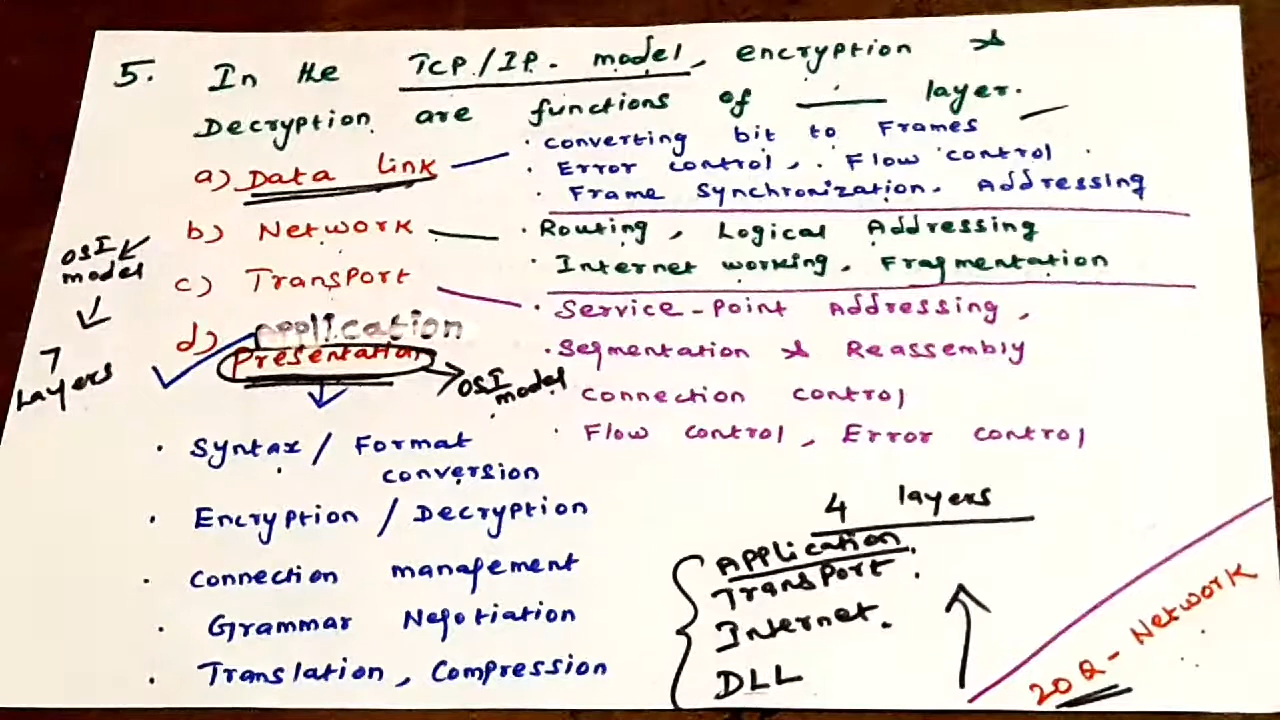 5. In the TCP/IP. model, encryption &
Decryption are functions of ____ layer.
a) Data Link
· converting bit to Frames
· Error control, · Flow control
· Frame Synchronization. Addressing
b) Network
· Routing, Logical Addressing
· Internet working, Fragmentation
c) Transport
· Service-point Addressing,
· Segmentation & Reassembly
connection control
· Flow control, Error control
d) Application
Presentation
OSI model
OSI
model
7
Layers
· Syntax / Format
conversion
· Encryption / Decryption
· Connection management
· Grammar Negotiation
· Translation, Compression
4 layers
Application.
Transport.
Internet.
DLL
20Q - Network